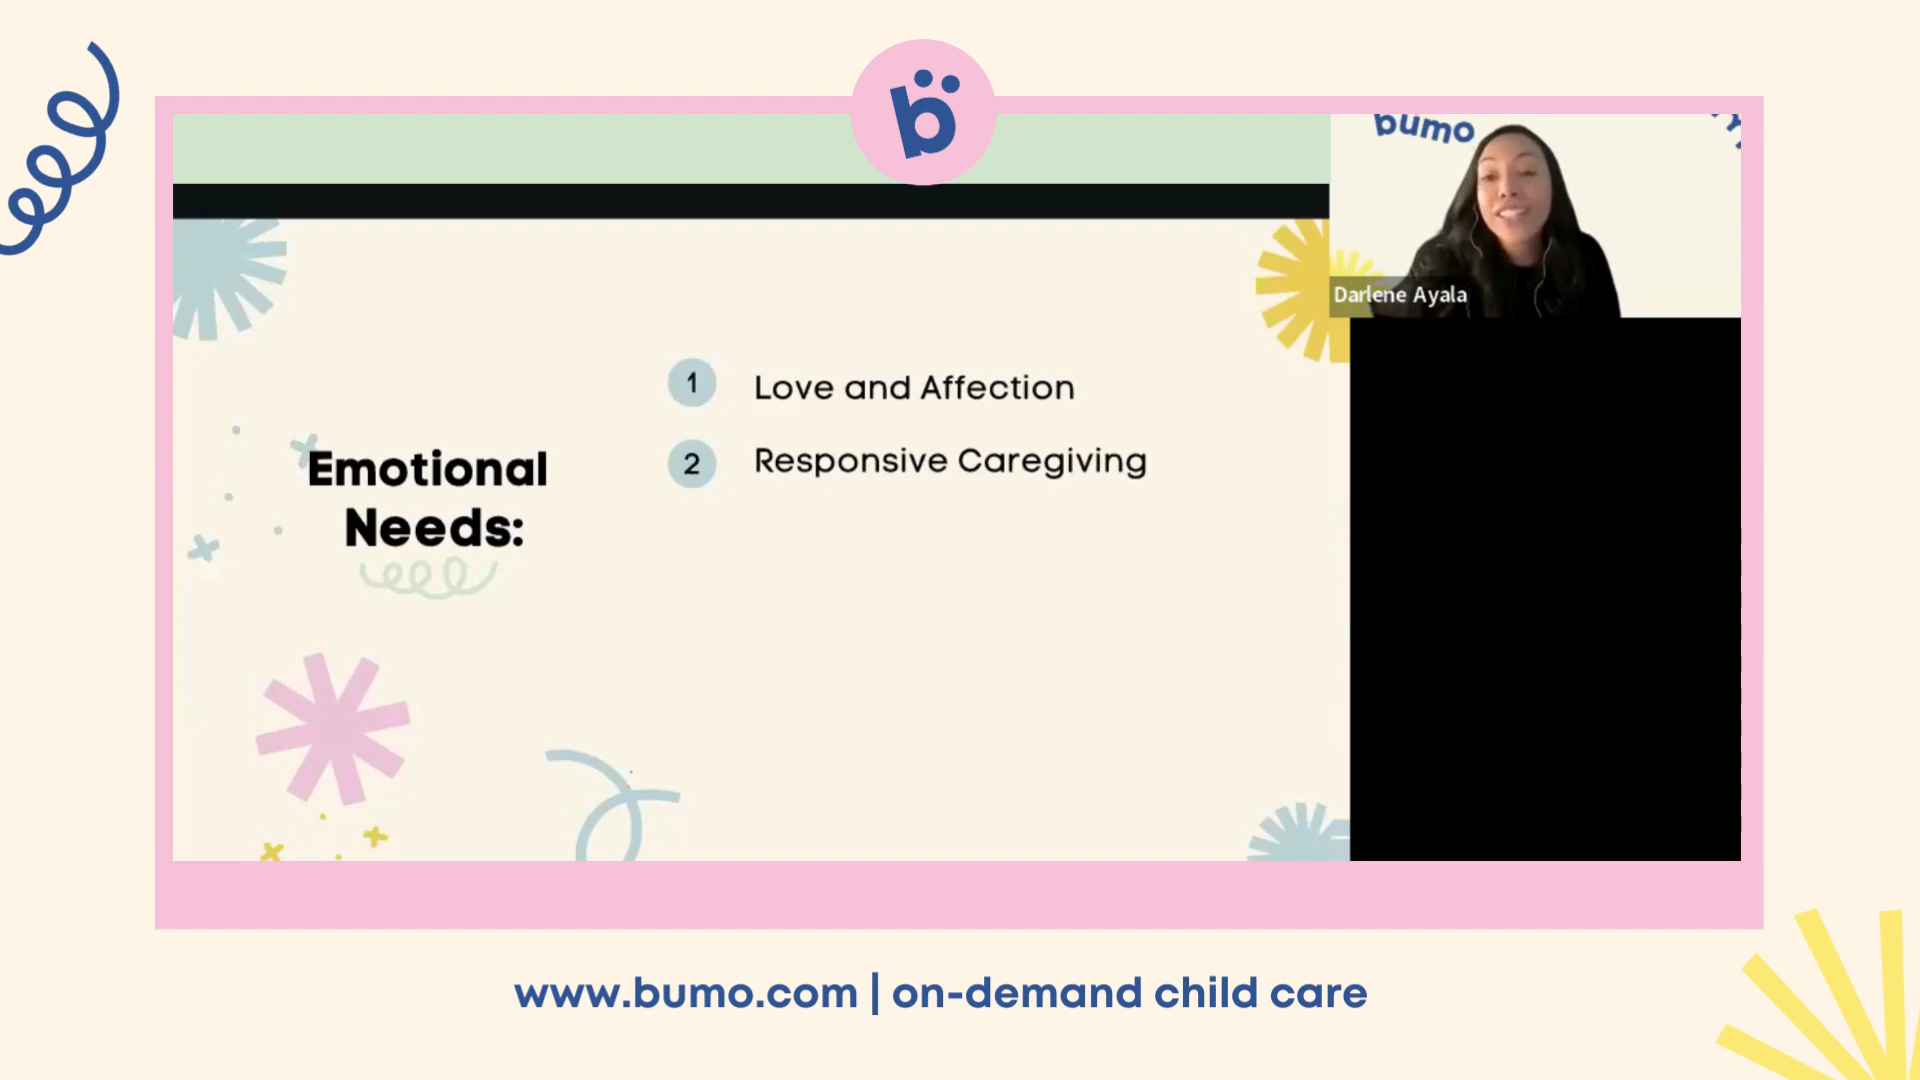 b
bumo
Darlene Ayala
Emotional
Needs:
1 Love and Affection
2 Responsive Caregiving
www.bumo.com | on-demand child care